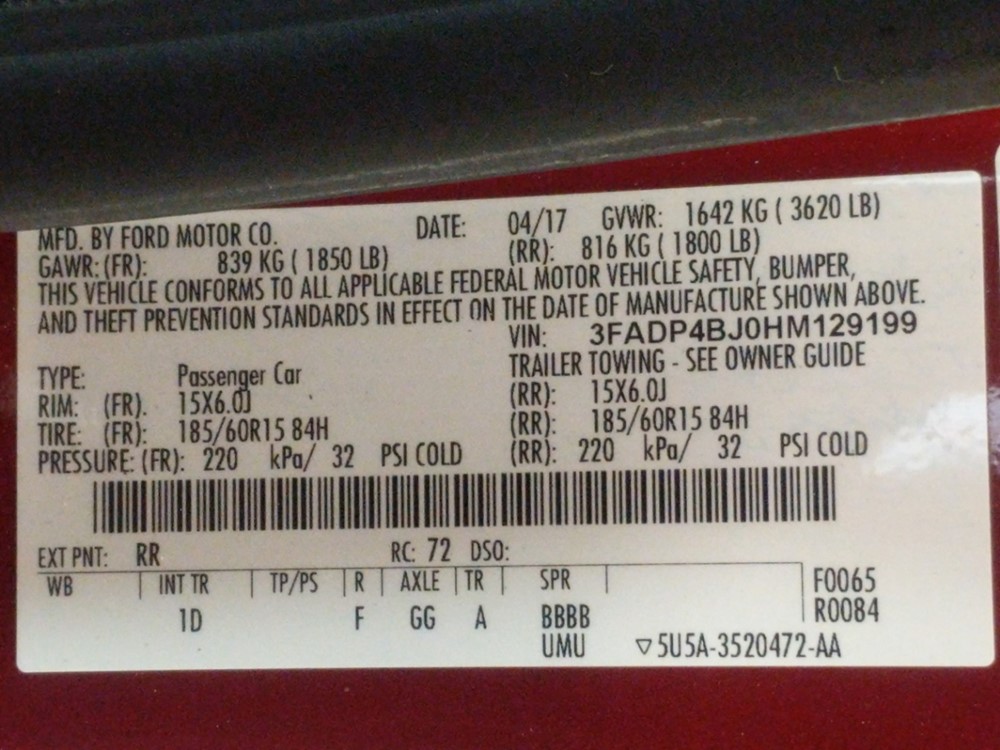 MFD. BY FORD MOTOR CO. DATE: 04/17 GVWR: 1642 KG ( 3620 LB)
GAWR: (FR): 839 KG ( 1850 LB) (RR): 816 KG ( 1800 LB)
THIS VEHICLE CONFORMS TO ALL APPLICABLE FEDERAL MOTOR VEHICLE SAFETY, BUMPER,
AND THEFT PREVENTION STANDARDS IN EFFECT ON THE DATE OF MANUFACTURE SHOWN ABOVE.
VIN: 3FADP4BJ0HM129199
TYPE: Passenger Car TRAILER TOWING - SEE OWNER GUIDE
RIM: (FR). 15X6.0J (RR): 15X6.0J
TIRE: (FR): 185/60R15 84H (RR): 185/60R15 84H
PRESSURE: (FR): 220 kPa/ 32 PSI COLD (RR): 220 kPa/ 32 PSI COLD
EXT PNT: RR RC: 72 DSO:
WB INT TR TP/PS R AXLE TR SPR F0065
1D F GG A BBBB R0084
UMU ▽5U5A-3520472-AA